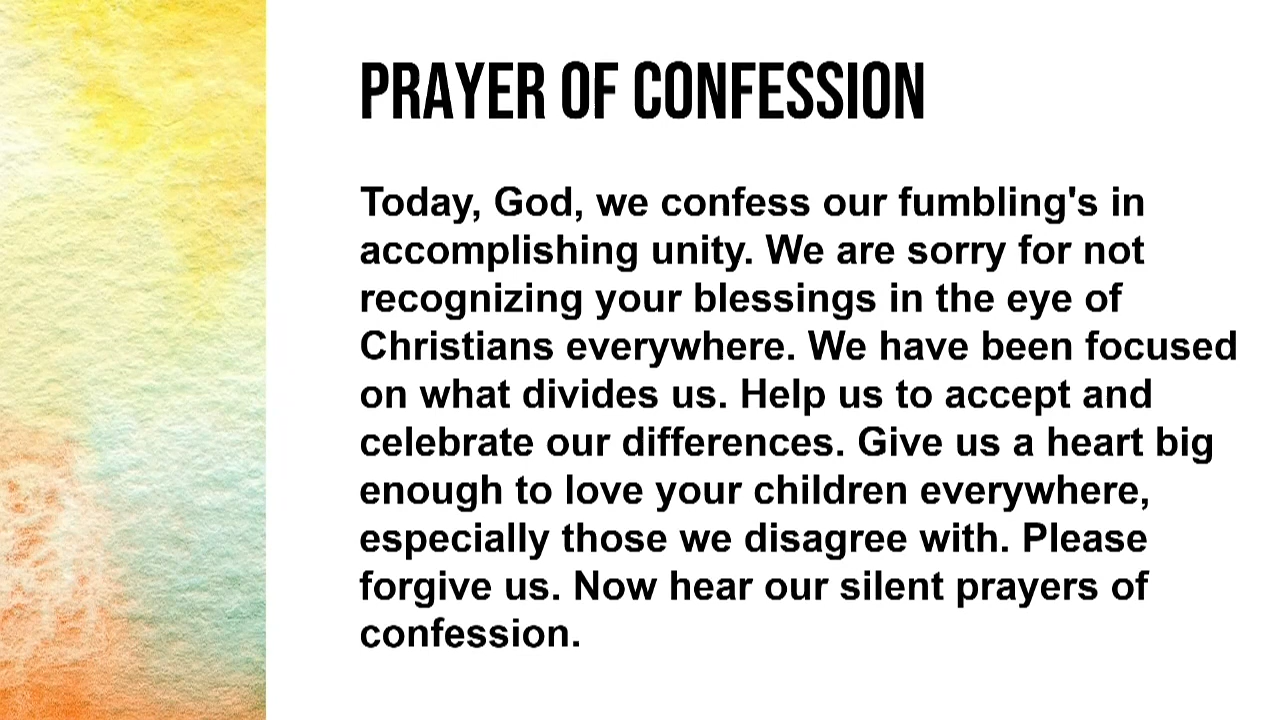 PRAYER OF CONFESSION
Today, God, we confess our fumbling's in
accomplishing unity. We are sorry for not
recognizing your blessings in the eye of
Christians everywhere. We have been focused
on what divides us. Help us to accept and
celebrate our differences. Give us a heart big
enough to love your children everywhere,
especially those we disagree with. Please
forgive us. Now hear our silent prayers of
confession.